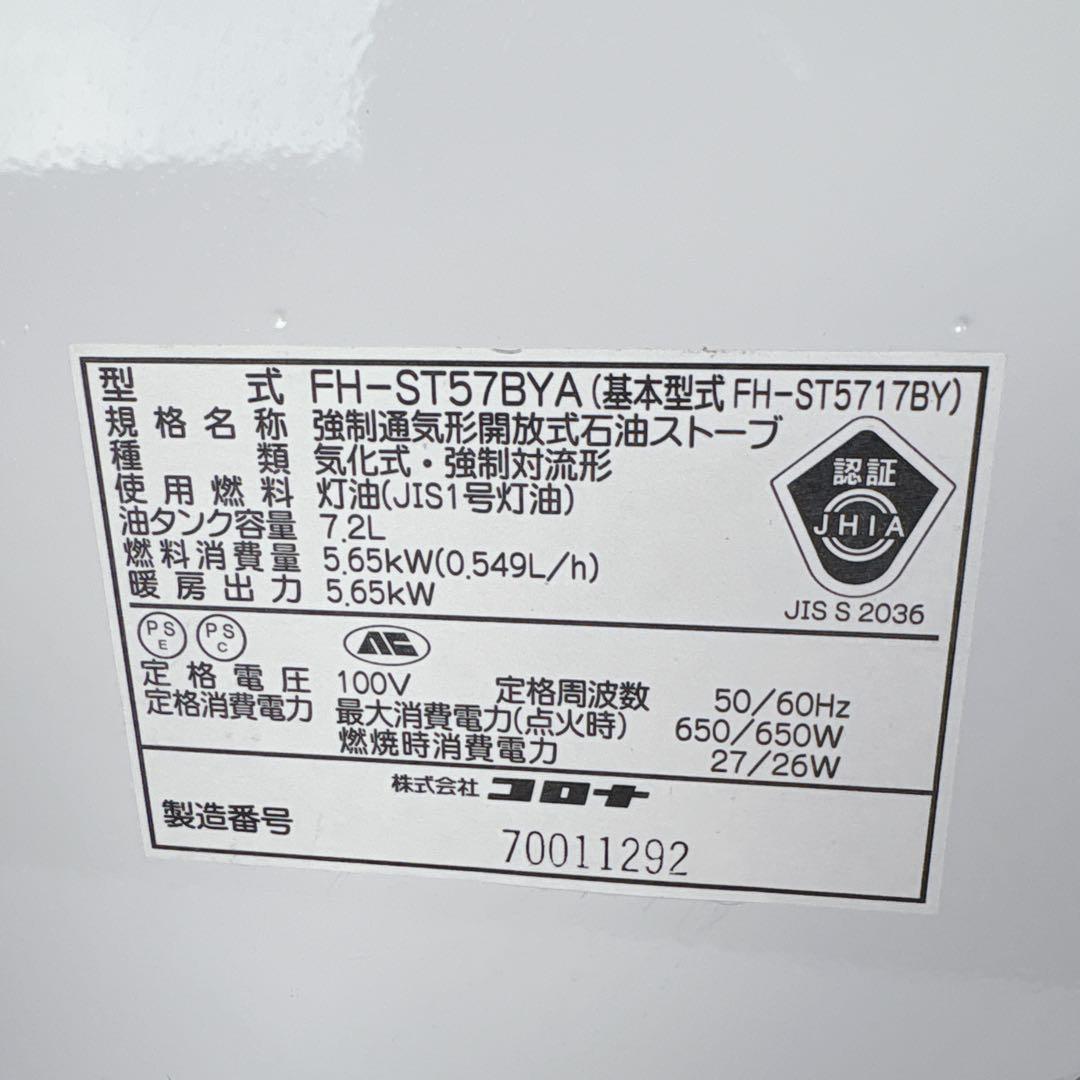 型式 FH-ST57BYA(基本型式 FH-ST5717BY)
規格名称 強制通気形開放式石油ストーブ
種類 気化式・強制対流形
使用燃料 灯油(JIS1号灯油)
油タンク容量 7.2L
燃料消費量 5.65kW(0.549L/h)
暖房出力 5.65kW
認証
JHIA
JIS S 2036
PS E PS C
定格電圧 100V 定格周波数 50/60Hz
定格消費電力 最大消費電力(点火時) 650/650W
燃焼時消費電力 27/26W
株式会社 コロナ
製造番号 70011292